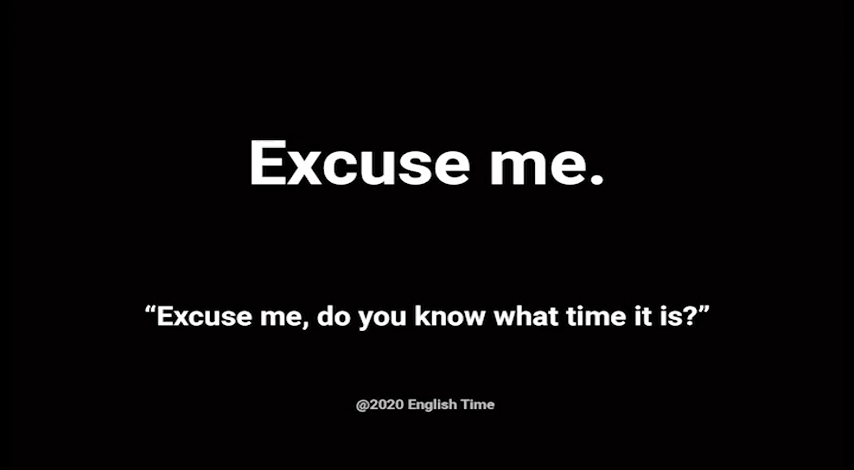 Excuse me.
“Excuse me, do you know what time it is?”
@2020 English Time